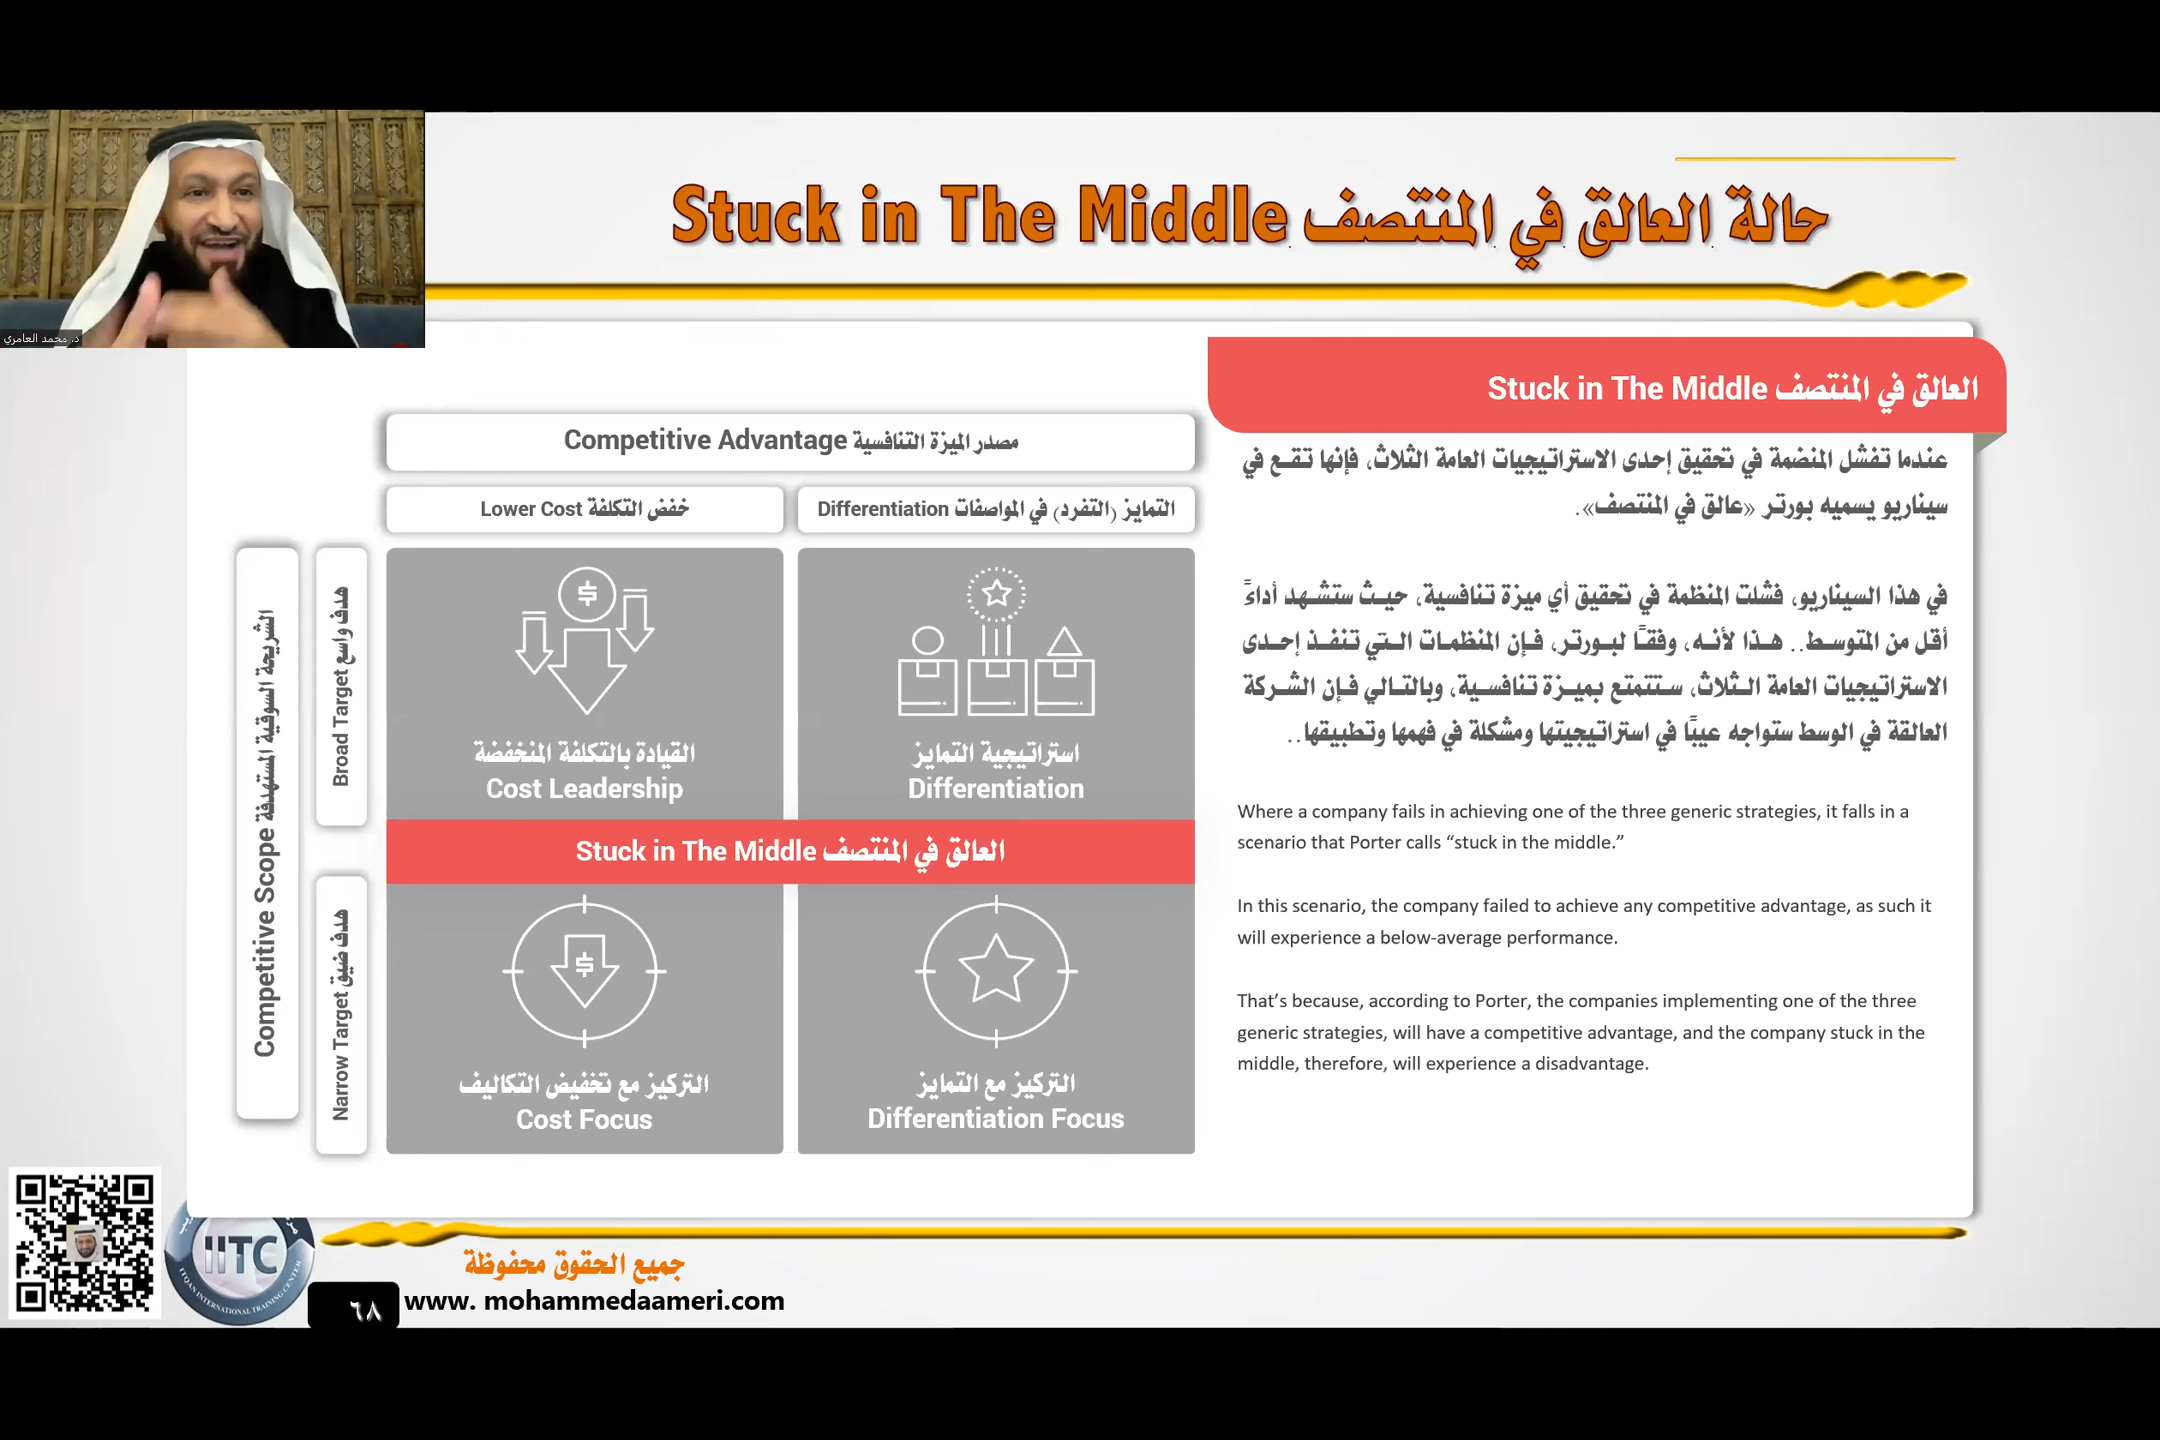 حالة العالق في المنتصف Stuck in The Middle
د. محمد العامري
العالق في المنتصف Stuck in The Middle
عندما تفشل المنضمة في تحقيق إحدى الاستراتيجيات العامة الثلاث، فإنها تقع في
سيناريو يسميه بورتر «عالق في المنتصف».
في هذا السيناريو، فشلت المنظمة في تحقيق أي ميزة تنافسية، حيث ستشهد أداءً
أقل من المتوسط.. هذا لأنه، وفقًا لبورتر، فإن المنظمات التي تنفذ إحدى
الاستراتيجيات العامة الثلاث، ستتمتع بميزة تنافسية، وبالتالي فإن الشركة
العالقة في الوسط ستواجه عيبًا في استراتيجيتها ومشكلة في فهمها وتطبيقها..
Where a company fails in achieving one of the three generic strategies, it falls in a
scenario that Porter calls “stuck in the middle.”
In this scenario, the company failed to achieve any competitive advantage, as such it
will experience a below-average performance.
That’s because, according to Porter, the companies implementing one of the three
generic strategies, will have a competitive advantage, and the company stuck in the
middle, therefore, will experience a disadvantage.
مصدر الميزة التنافسية Competitive Advantage
خفض التكلفة Lower Cost
التمايز (التفرد) في المواصفات Differentiation
الشريحة السوقية المستهدفة Competitive Scope
هدف واسع Broad Target
هدف ضيق Narrow Target
القيادة بالتكلفة المنخفضة
Cost Leadership
استراتيجية التمايز
Differentiation
العالق في المنتصف Stuck in The Middle
التركيز مع تخفيض التكاليف
Cost Focus
التركيز مع التمايز
Differentiation Focus
IITC
ITQAN INTERNATIONAL TRAINING CENTER
جميع الحقوق محفوظة
www. mohammedaameri.com
٦٨